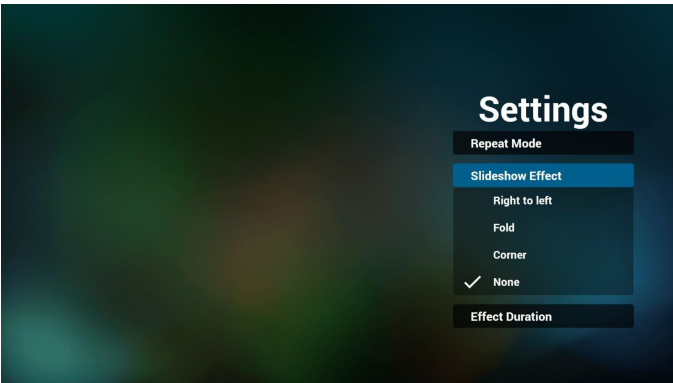 Settings
Repeat Mode
Slideshow Effect
Right to left
Fold
Corner
None
Effect Duration